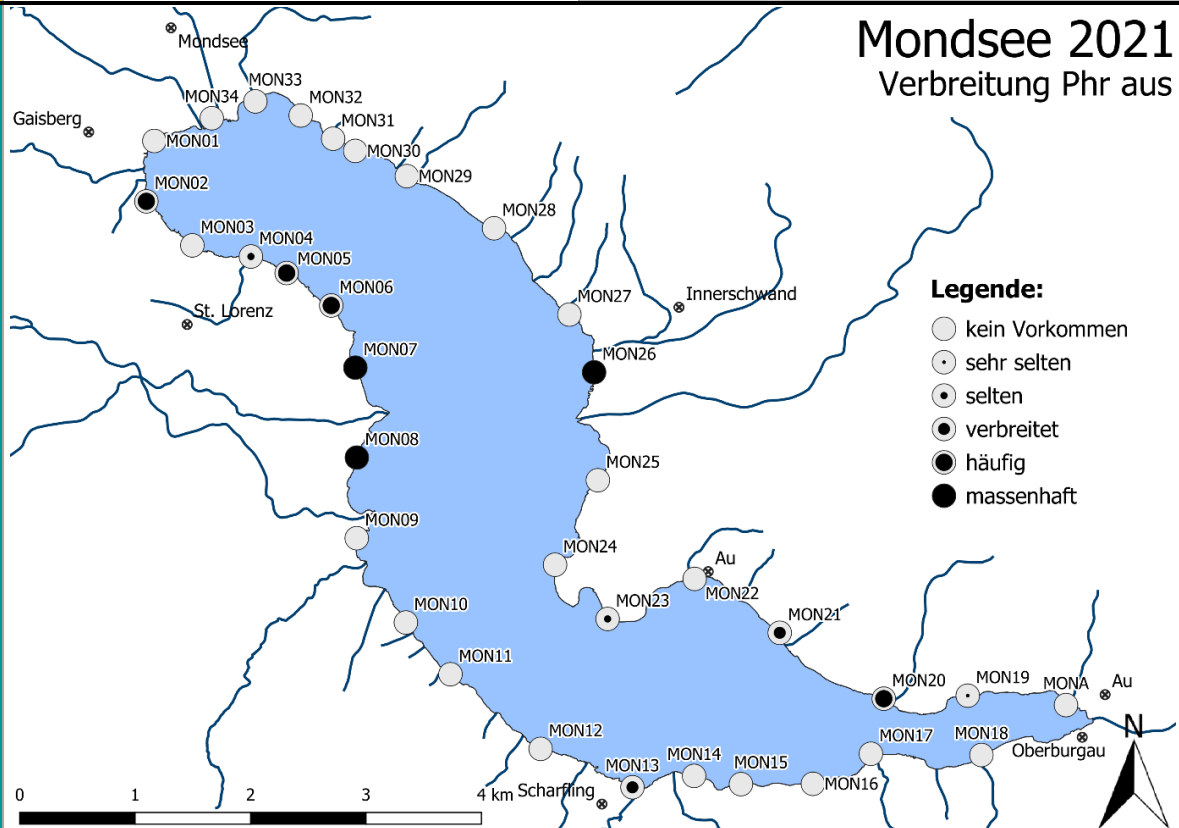 Mondsee 2021
Verbreitung Phr aus
Mondsee
Gaisberg
MON33
MON34
MON32
MON31
MON01
MON30
MON29
MON02
MON28
MON03
MON04
MON05
MON06
St. Lorenz
MON27
Innerschwand
MON07
MON26
MON08
MON25
MON09
MON24
Au
MON22
MON23
MON21
MON10
MON11
MON20
MON19
MONA
Au
MON12
MON17
MON18
Oberburgau
MON13
MON14
MON15
MON16
Scharfling
Legende:
kein Vorkommen
sehr selten
selten
verbreitet
häufig
massenhaft
N
0 1 2 3 4 km